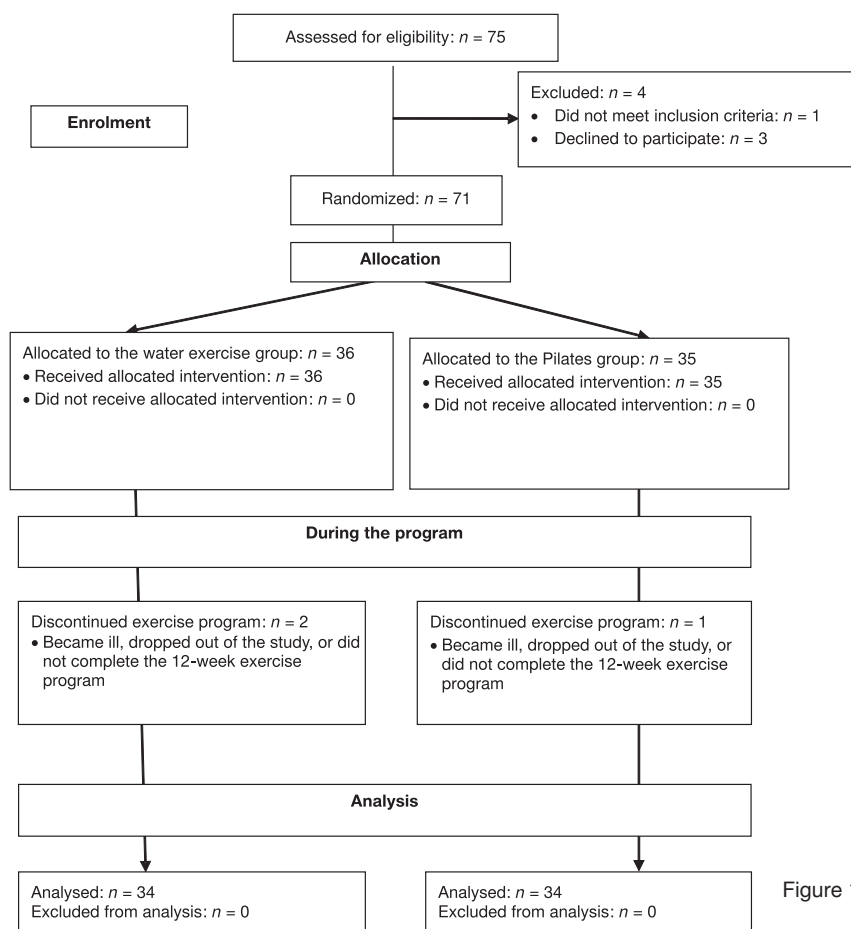 Assessed for eligibility: n = 75
Excluded: n = 4
• Did not meet inclusion criteria: n = 1
• Declined to participate: n = 3
Enrolment
Randomized: n = 71
Allocation
Allocated to the water exercise group: n = 36
• Received allocated intervention: n = 36
• Did not receive allocated intervention: n = 0
Allocated to the Pilates group: n = 35
• Received allocated intervention: n = 35
• Did not receive allocated intervention: n = 0
During the program
Discontinued exercise program: n = 2
• Became ill, dropped out of the study, or did
not complete the 12-week exercise
program
Discontinued exercise program: n = 1
• Became ill, dropped out of the study, or
did not complete the 12-week exercise
program
Analysis
Analysed: n = 34
Excluded from analysis: n = 0
Analysed: n = 34
Excluded from analysis: n = 0
Figure